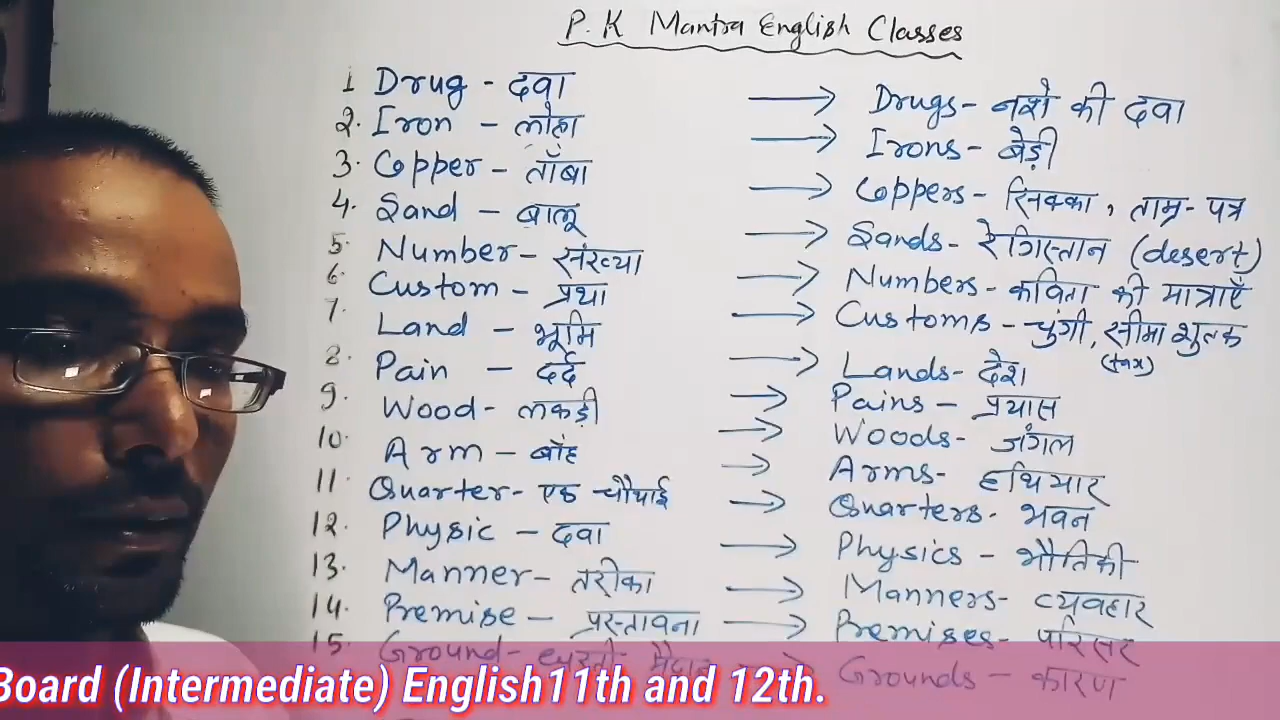 P. K Mantra English Classes
1 Drug - दवा → Drugs - नशे की दवा
2. Iron - लोहा → Irons - बेड़ी
3. Copper - ताँबा → Coppers - सिक्का, ताम्र-पत्र
4. Sand - बालू → Sands - रेगिस्तान (desert)
5. Number - संख्या → Numbers - कविता की मात्राएँ
6. Custom - प्रथा → Customs - चुंगी, सीमा शुल्क (tax)
7. Land - भूमि → Lands - देश
8. Pain - दर्द → Pains - प्रयास
9. Wood - लकड़ी → Woods - जंगल
10. Arm - बाँह → Arms - हथियार
11. Quarter - एक चौथाई → Quarters - भवन
12. Physic - दवा → Physics - भौतिकी
13. Manner - तरीका → Manners - व्यवहार
14. Premise - प्रस्तावना → Premises - परिसर
15. Ground - धरती → Grounds - कारण
Board (Intermediate) English11th and 12th.